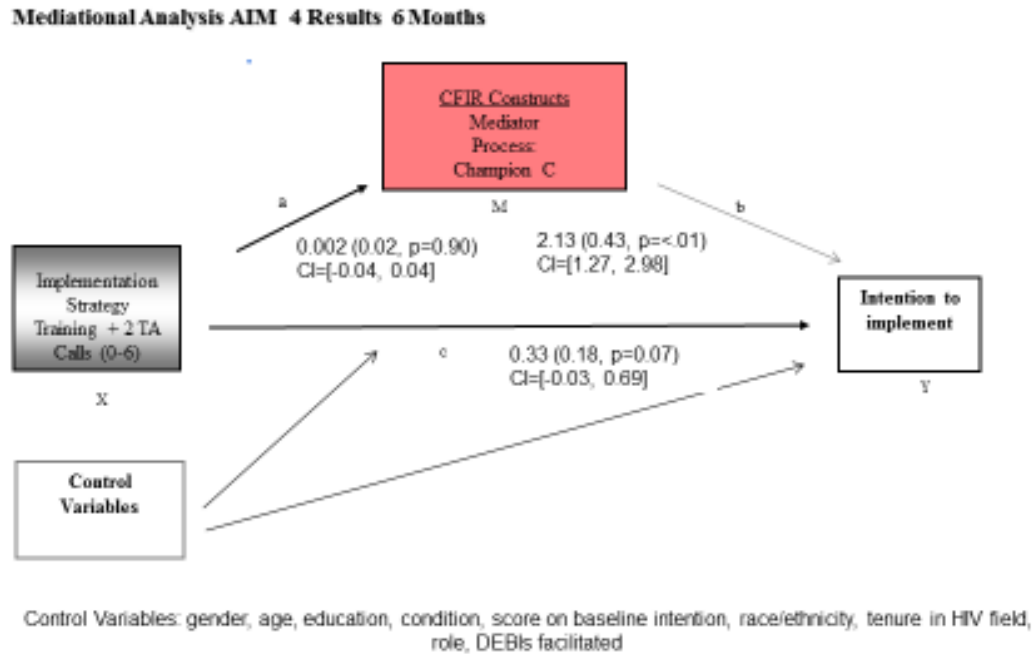 Mediational Analysis AIM 4 Results 6 Months
CFIR Constructs
Mediator
Process:
Champion C
M
a
b
0.002 (0.02, p=0.90)
CI=[-0.04, 0.04]
2.13 (0.43, p=<.01)
CI=[1.27, 2.98]
Implementation
Strategy
Training + 2 TA
Calls (0-6)
X
Intention to
implement
Y
c
0.33 (0.18, p=0.07)
CI=[-0.03, 0.69]
Control
Variables
Control Variables: gender, age, education, condition, score on baseline intention, race/ethnicity, tenure in HIV field,
role, DEBIs facilitated